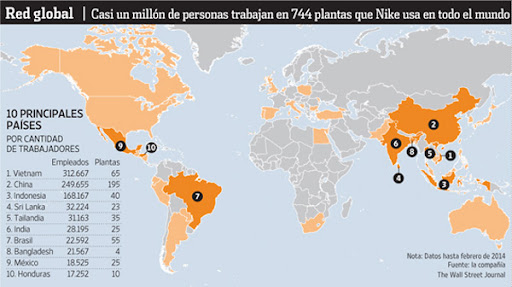 Red global | Casi un millón de personas trabajan en 744 plantas que Nike usa en todo el mundo
10 PRINCIPALES
PAÍSES
POR CANTIDAD
DE TRABAJADORES
Empleados Plantas
1. Vietnam 312.667 65
2. China 249.655 195
3. Indonesia 168.167 40
4. Sri Lanka 32.224 23
5. Tailandia 31.163 35
6. India 28.195 25
7. Brasil 22.592 55
8. Bangladesh 21.567 4
9. México 18.525 25
10. Honduras 17.252 10
9
10
7
2
6
8
5
1
4
3
Nota: Datos hasta febrero de 2014
Fuente: la compañía
The Wall Street Journal